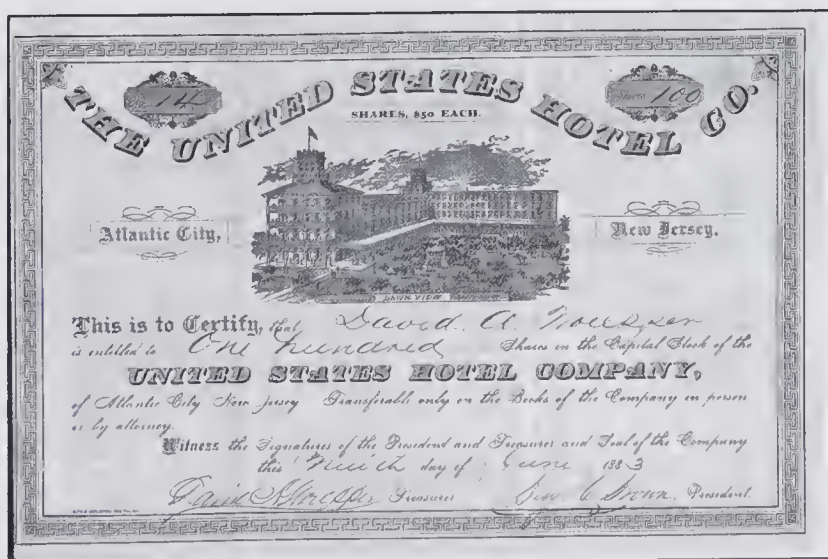 No. 14
Shares 100
THE UNITED STATES HOTEL CO.
SHARES, $50 EACH.
Atlantic City,
New Jersey.
PARK VIEW
This is to Certify, that David A.
is entitled to One hundred Shares in the Capital Stock of the
UNITED STATES HOTEL COMPANY,
of Atlantic City New Jersey Transferable only on the Books of the Company in person
or by attorney.
Witness the Signatures of the President and Treasurer and Seal of the Company
this Ninth day of June 1883
Treasurer Brown President.